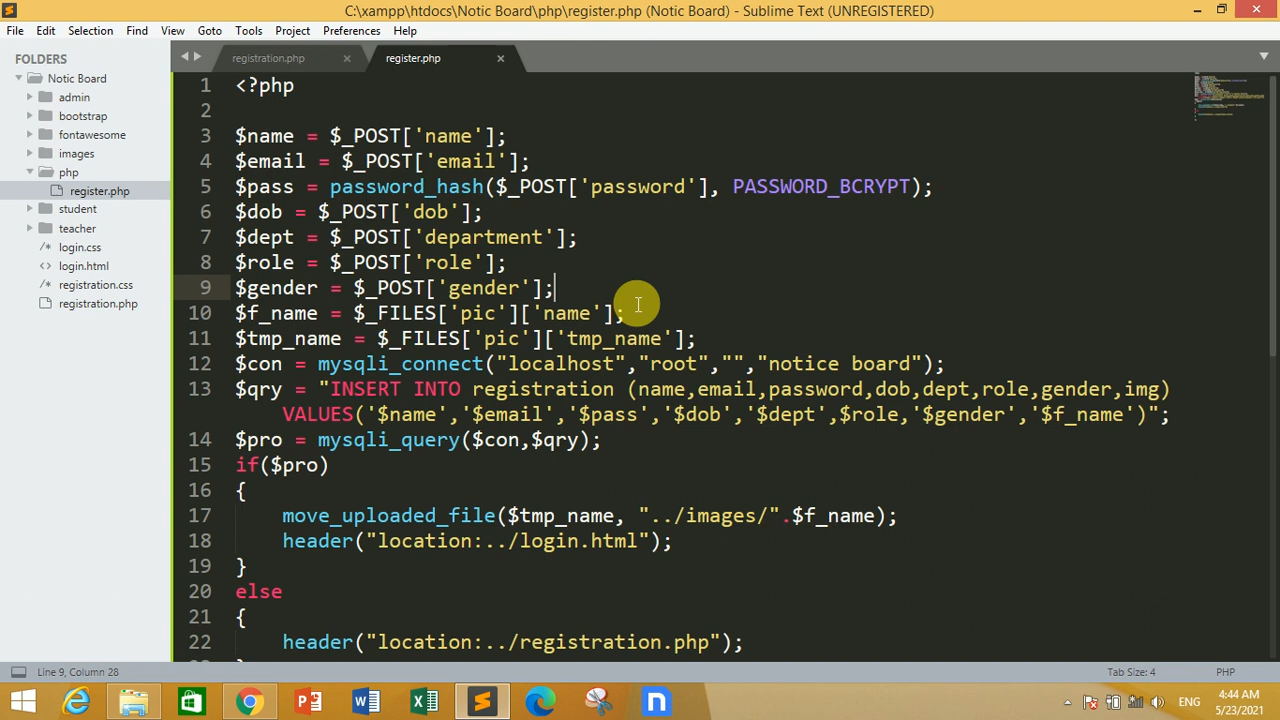 C:\xampp\htdocs\Notic Board\php\register.php (Notic Board) - Sublime Text (UNREGISTERED)
File Edit Selection Find View Goto Tools Project Preferences Help
FOLDERS
Notic Board
admin
bootstrap
fontawesome
images
php
register.php
student
teacher
/* login.css
<> login.html
/* registration.css
registration.php
registration.php × register.php ×
1 <?php
2
3 $name = $_POST['name'];
4 $email = $_POST['email'];
5 $pass = password_hash($_POST['password'], PASSWORD_BCRYPT);
6 $dob = $_POST['dob'];
7 $dept = $_POST['department'];
8 $role = $_POST['role'];
9 $gender = $_POST['gender'];
10 $f_name = $_FILES['pic']['name'];
11 $tmp_name = $_FILES['pic']['tmp_name'];
12 $con = mysqli_connect("localhost","root","","notice board");
13 $qry = "INSERT INTO registration (name,email,password,dob,dept,role,gender,img)
VALUES('$name','$email','$pass','$dob','$dept',$role,'$gender','$f_name')";
14 $pro = mysqli_query($con,$qry);
15 if($pro)
16 {
17 move_uploaded_file($tmp_name, "../images/".$f_name);
18 header("location:../login.html");
19 }
20 else
21 {
22 header("location:../registration.php");
Line 9, Column 28
Tab Size: 4
PHP
ENG
4:44 AM
5/23/2021